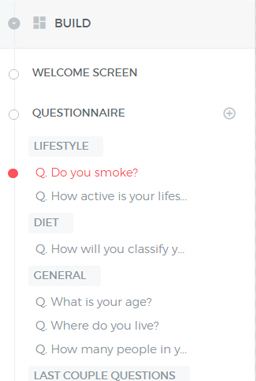 BUILD
WELCOME SCREEN
QUESTIONNAIRE
LIFESTYLE
Q. Do you smoke?
Q. How active is your lifes...
DIET
Q. How will you classify y...
GENERAL
Q. What is your age?
Q. Where do you live?
Q. How many people in y...
LAST COUPLE QUESTIONS